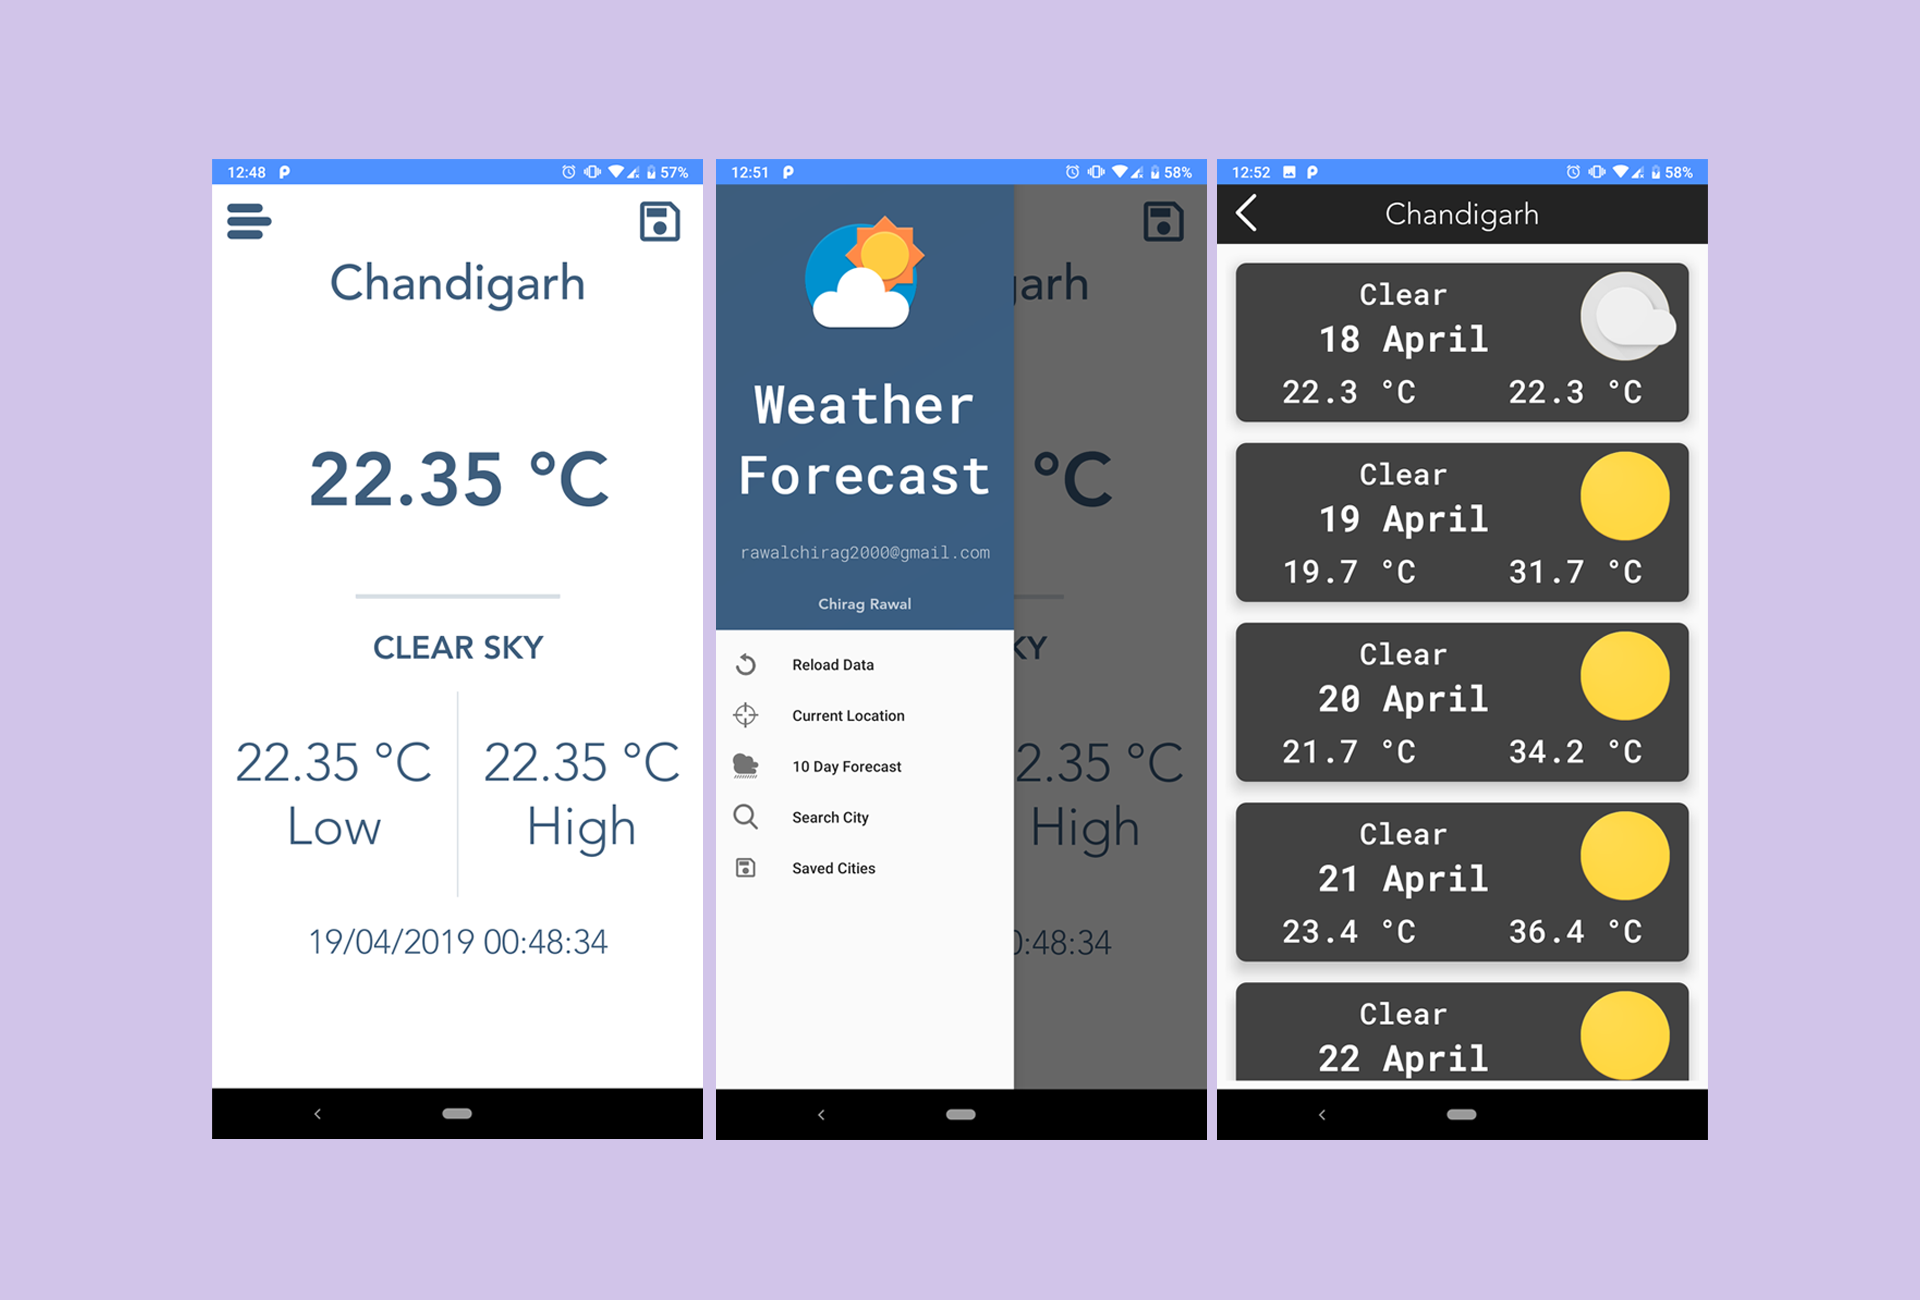 12:48
57%
Chandigarh
22.35 °C
CLEAR SKY
22.35 °C
Low
22.35 °C
High
19/04/2019 00:48:34
12:51
58%
Weather
Forecast
rawalchirag2000@gmail.com
Chirag Rawal
Reload Data
Current Location
10 Day Forecast
Search City
Saved Cities
garh
°C
KY
2.35 °C
High
0:48:34
12:52
58%
Chandigarh
Clear
18 April
22.3 °C 22.3 °C
Clear
19 April
19.7 °C 31.7 °C
Clear
20 April
21.7 °C 34.2 °C
Clear
21 April
23.4 °C 36.4 °C
Clear
22 April